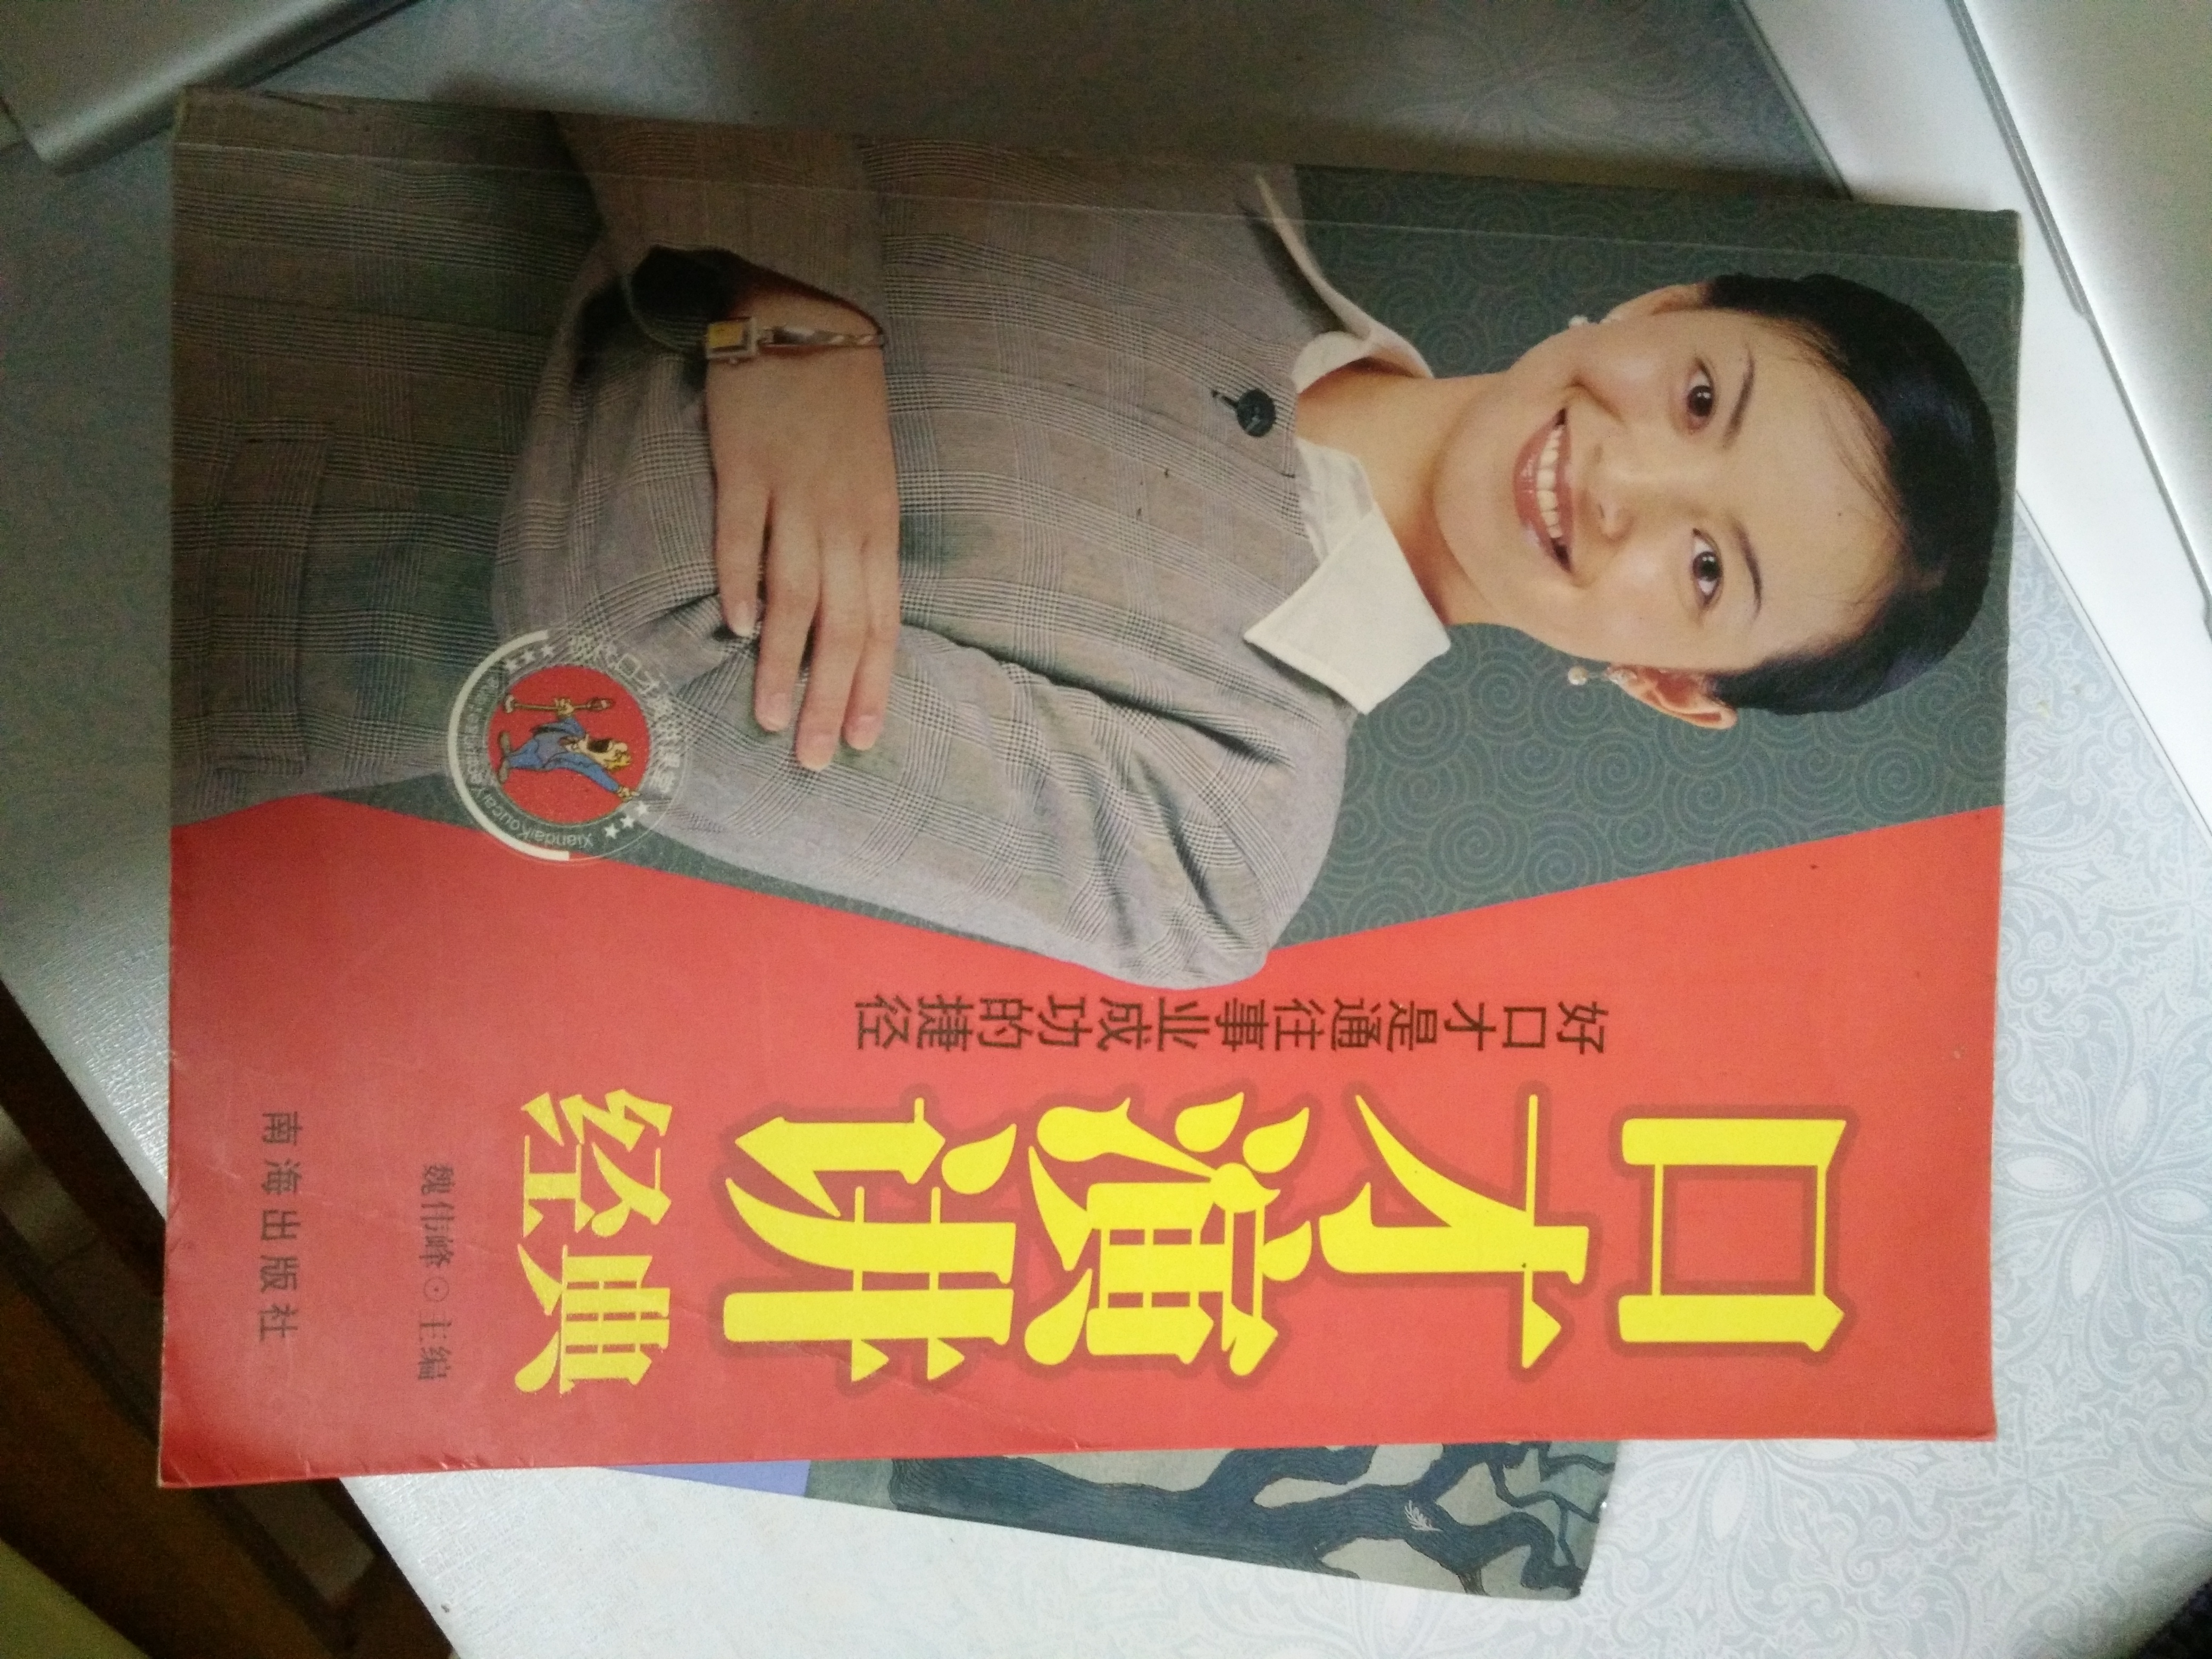 口才演讲
经典
好口才是通往事业成功的捷径
魏伟峰⊙主编
南海出版社